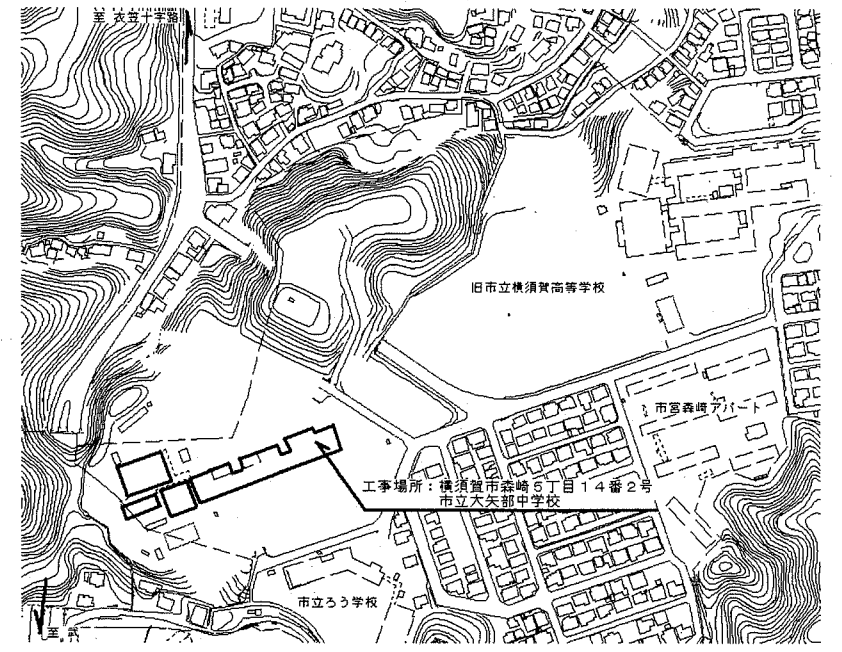 至 衣笠十字路
旧市立横須賀高等学校
市営森崎アパート
工事場所：横須賀市森崎５丁目１４番２号
市立大矢部中学校
市立ろう学校
至 武